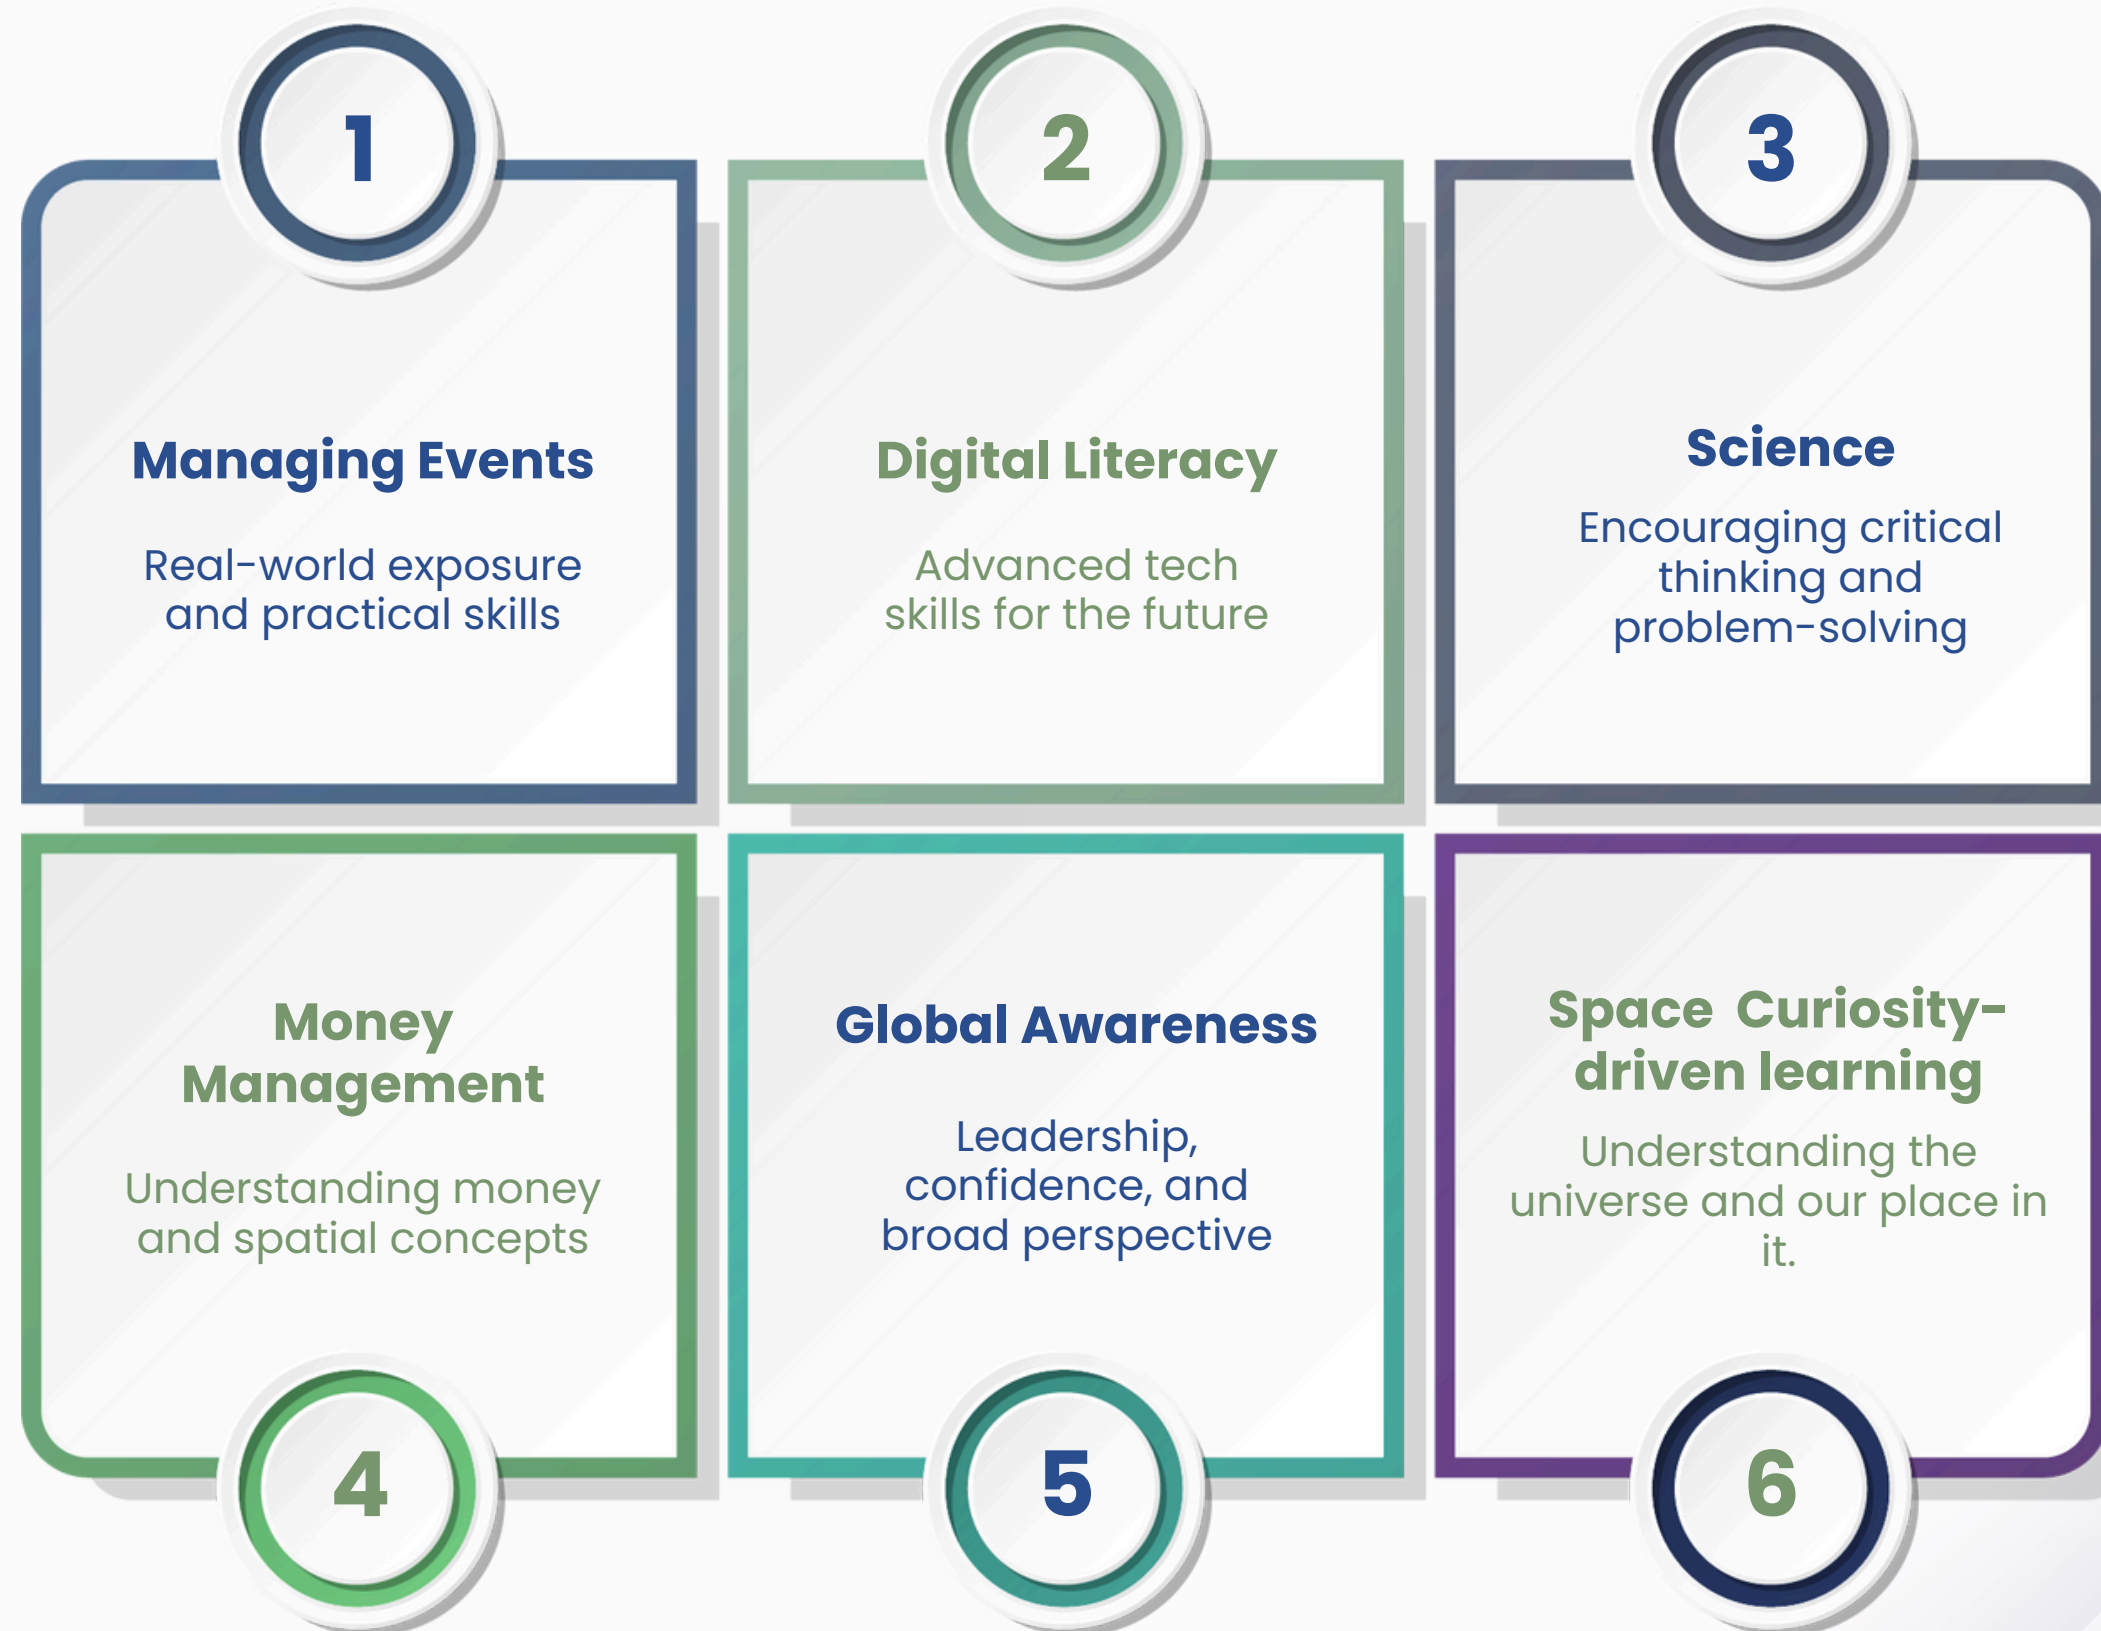 1
Managing Events
Real-world exposure
and practical skills
2
Digital Literacy
Advanced tech
skills for the future
3
Science
Encouraging critical
thinking and
problem-solving
Money
Management
Understanding money
and spatial concepts
4
Global Awareness
Leadership,
confidence, and
broad perspective
5
Space  Curiosity-
driven learning
Understanding the
universe and our place in
it.
6